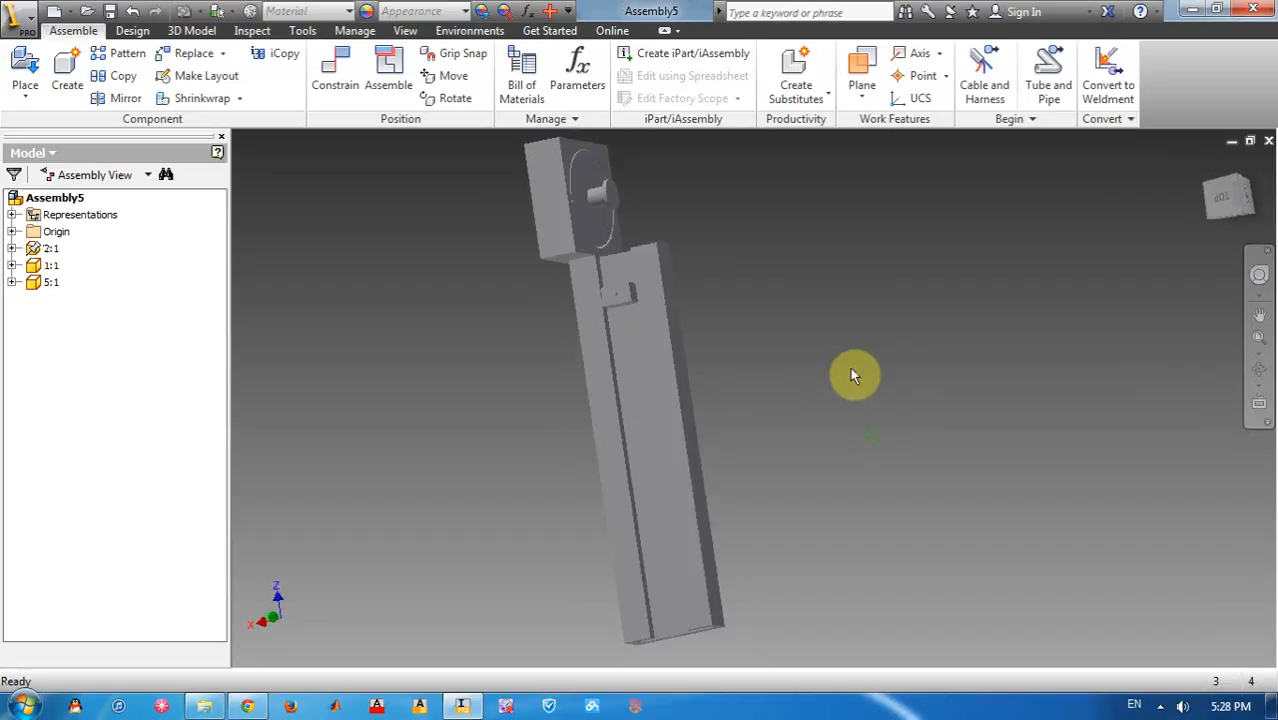 Material
Appearance
Assembly5
Type a keyword or phrase
Sign In
PRO
Assemble
Design
3D Model
Inspect
Tools
Manage
View
Environments
Get Started
Online
Place
Create
Pattern
Copy
Mirror
Replace
Make Layout
Shrinkwrap
iCopy
Component
Constrain
Assemble
Grip Snap
Move
Rotate
Position
Bill of Materials
fx
Parameters
Manage
Create iPart/iAssembly
Edit using Spreadsheet
Edit Factory Scope
iPart/iAssembly
Create Substitutes
Productivity
Plane
Axis
Point
UCS
Work Features
Cable and Harness
Tube and Pipe
Begin
Convert to Weldment
Convert
Model
Assembly View
Assembly5
Representations
Origin
2:1
1:1
5:1
TOP
Z
X
Ready
3 4
EN
5:28 PM